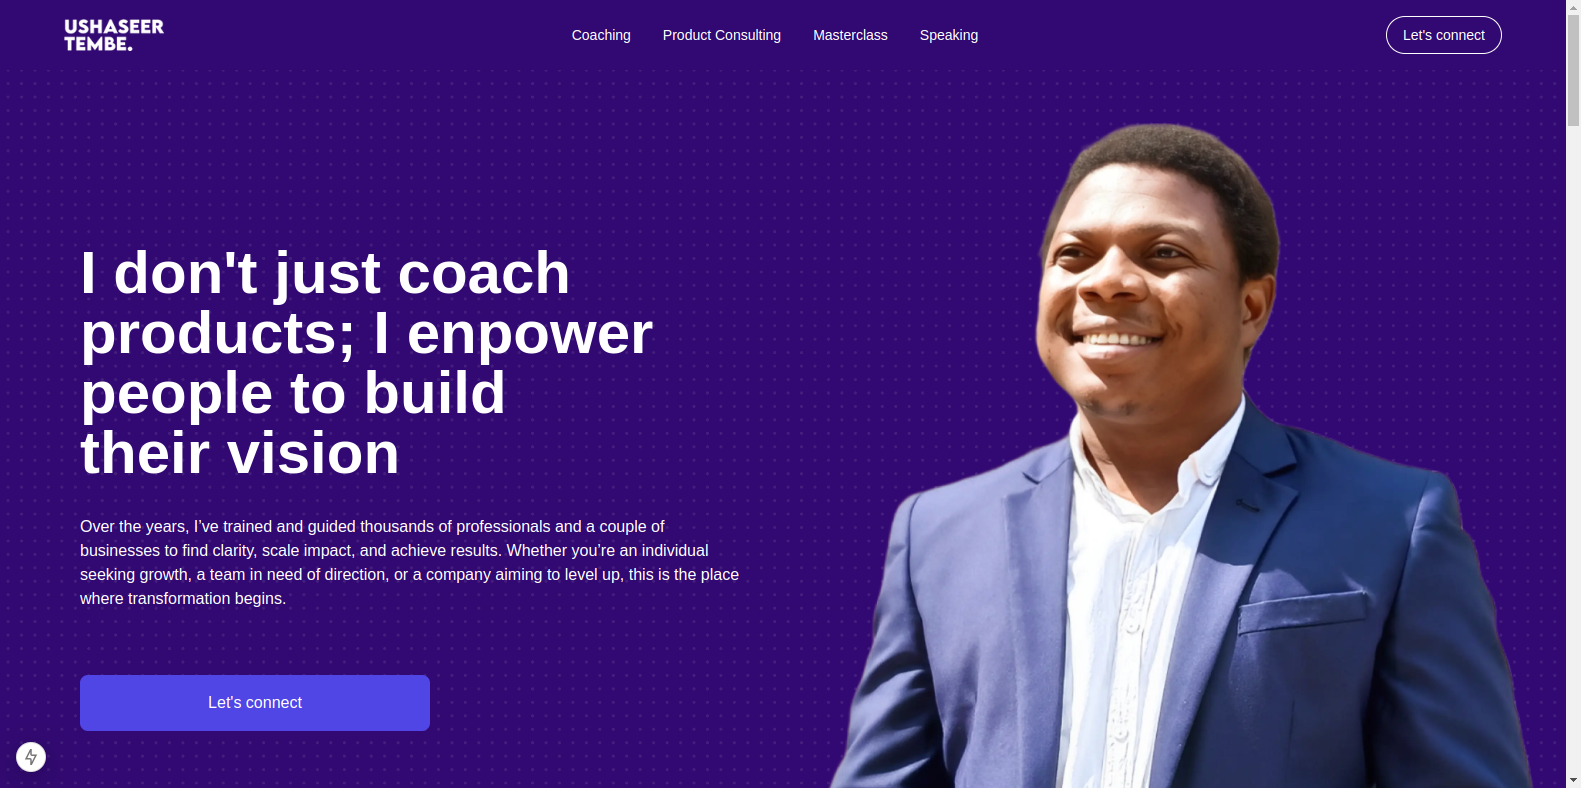 USHASEER
TEMBE.
Coaching
Product Consulting
Masterclass
Speaking
Let's connect
I don't just coach
products; I enpower
people to build
their vision
Over the years, I’ve trained and guided thousands of professionals and a couple of
businesses to find clarity, scale impact, and achieve results. Whether you’re an individual
seeking growth, a team in need of direction, or a company aiming to level up, this is the place
where transformation begins.
Let's connect